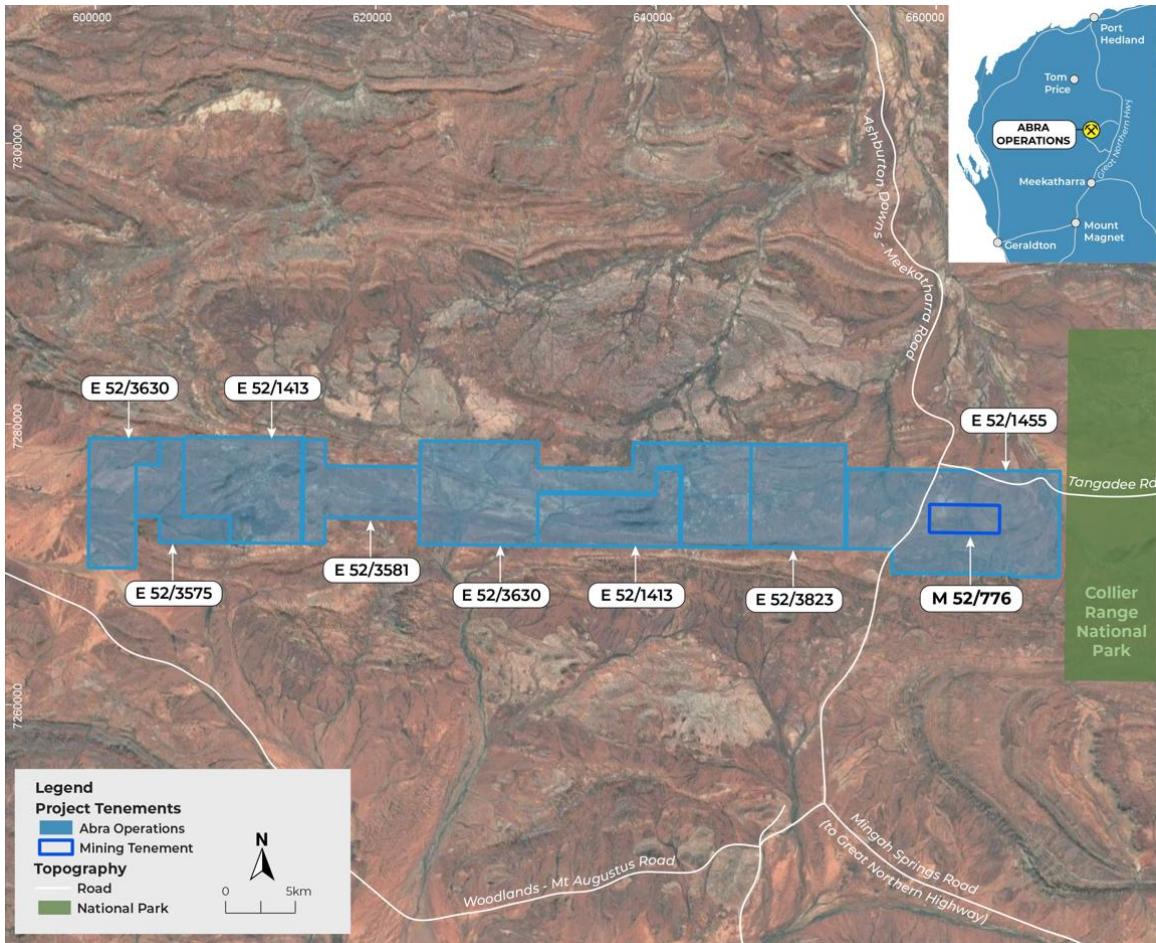 600000
620000
640000
660000
7300000
7280000
7260000
Port
Hedland
Tom
Price
ABRA
OPERATIONS
Great Northern Hwy
Meekatharra
Mount
Magnet
Geraldton
Ashburton Downs - Meekatharra Road
E 52/3630
E 52/1413
E 52/1455
Tangadee Rd
E 52/3575
E 52/3581
E 52/3630
E 52/1413
E 52/3823
M 52/776
Collier
Range
National
Park
Woodlands - Mt Augustus Road
Mingah Springs Road
(to Great Northern Highway)
Legend
Project Tenements
Abra Operations
Mining Tenement
Topography
Road
National Park
N
0 5km